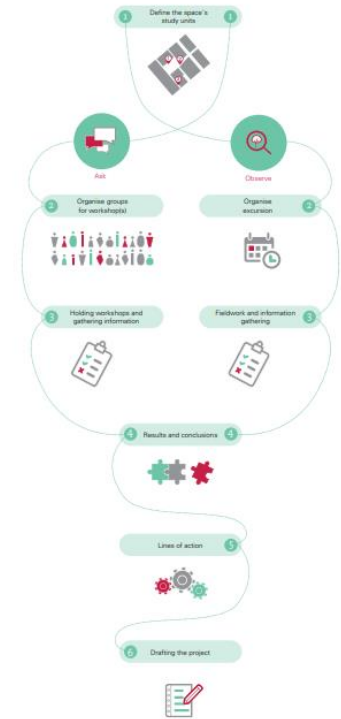 1 Define the space's 1
study units
Ask
Observe
2 Organise groups
for workshop(s)
Organise 2
excursion
3 Holding workshops and
gathering information
Fieldwork and information 3
gathering
4 Results and conclusions 4
Lines of action 5
6 Drafting the project